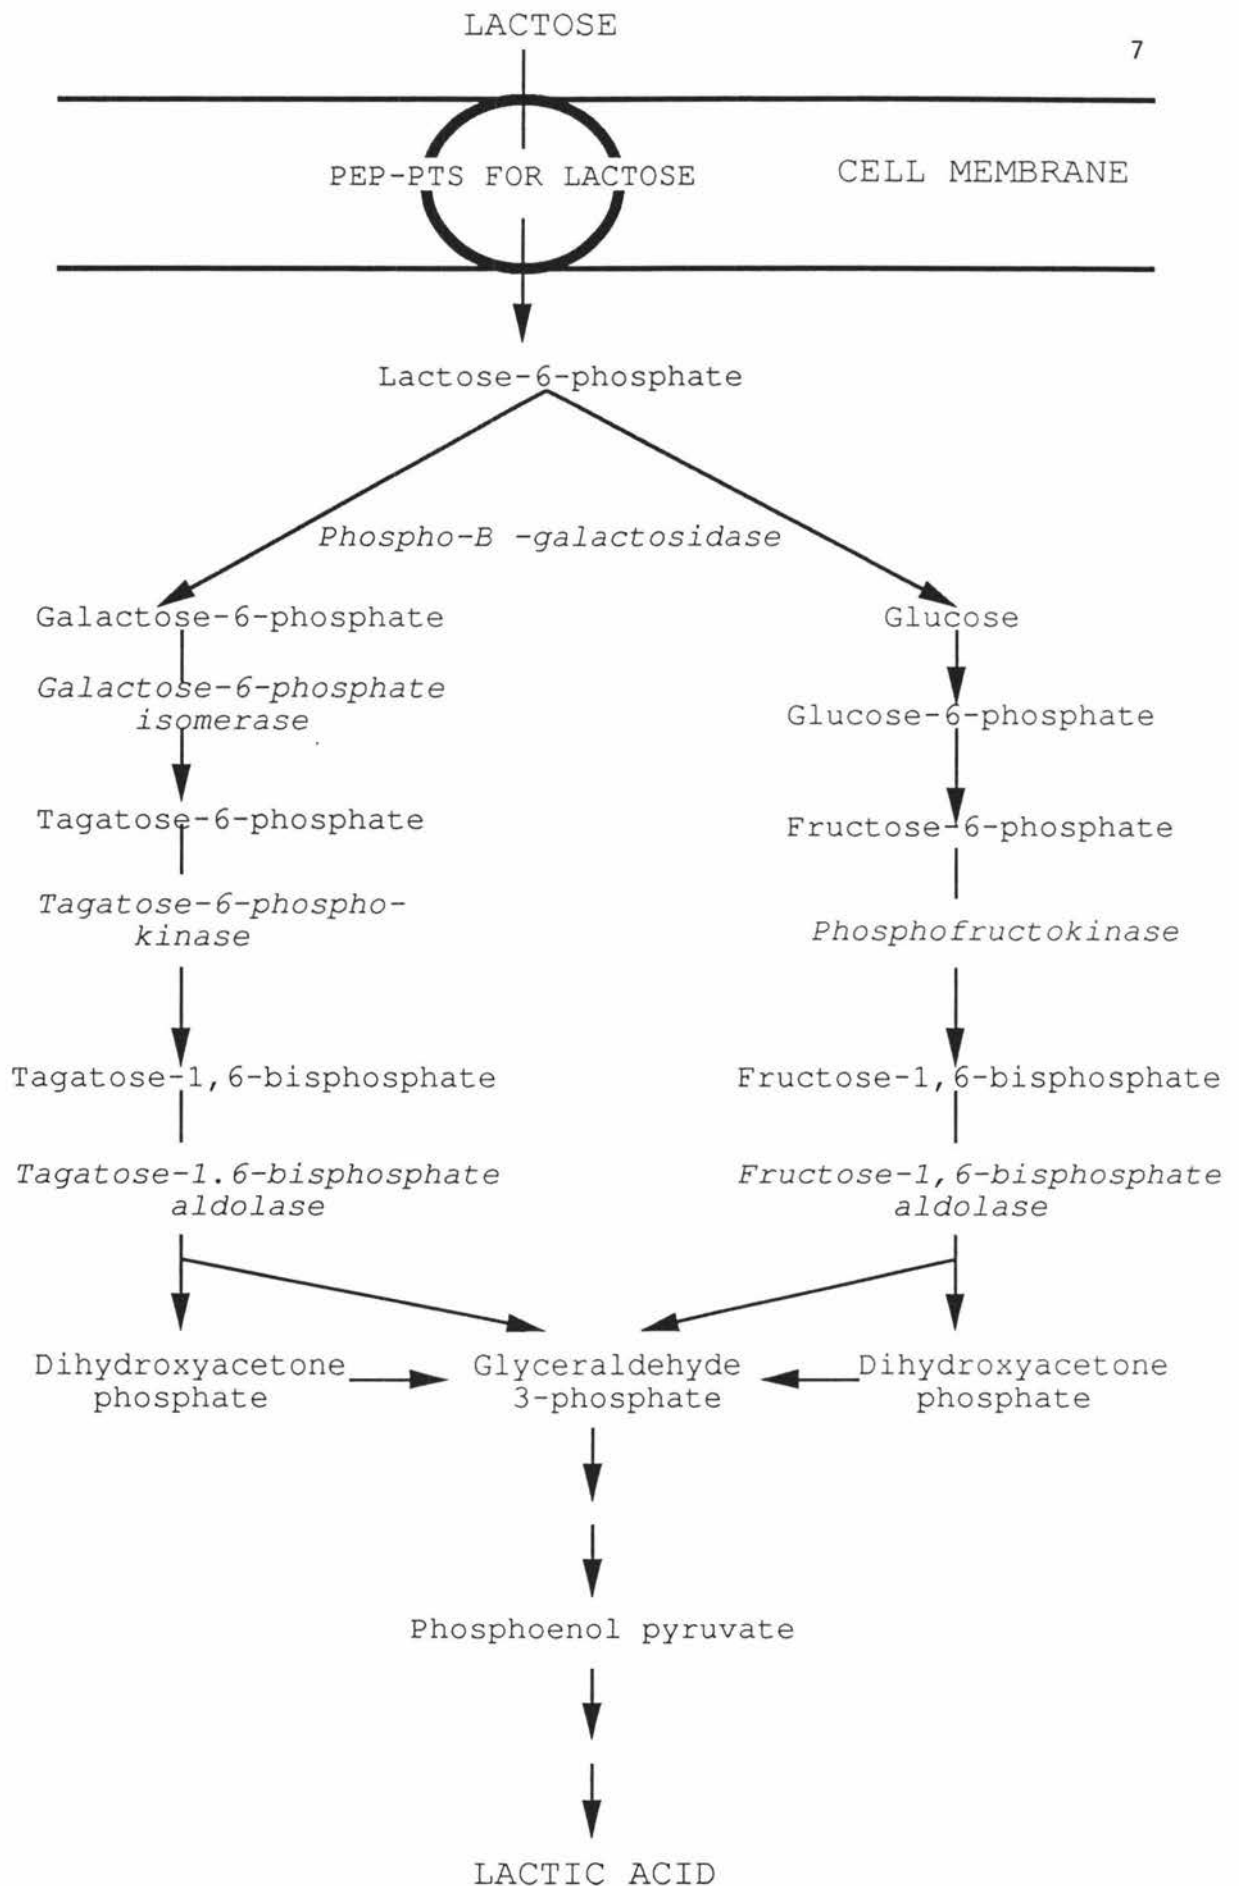 LACTOSE
7
PEP-PTS FOR LACTOSE
CELL MEMBRANE
Lactose-6-phosphate
Phospho-B -galactosidase
Galactose-6-phosphate
Glucose
Galactose-6-phosphate
isomerase
Glucose-6-phosphate
Tagatose-6-phosphate
Fructose-6-phosphate
Tagatose-6-phospho-
kinase
Phosphofructokinase
Tagatose-1,6-bisphosphate
Fructose-1,6-bisphosphate
Tagatose-1.6-bisphosphate
aldolase
Fructose-1,6-bisphosphate
aldolase
Dihydroxyacetone
phosphate
Glyceraldehyde
3-phosphate
Dihydroxyacetone
phosphate
Phosphoenol pyruvate
LACTIC ACID